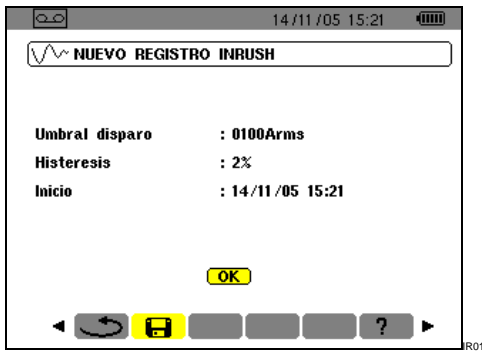 14/11/05 15:21
NUEVO REGISTRO INRUSH
Umbral disparo : 0100Arms
Histeresis : 2%
Inicio : 14/11/05 15:21
OK
?
IR01